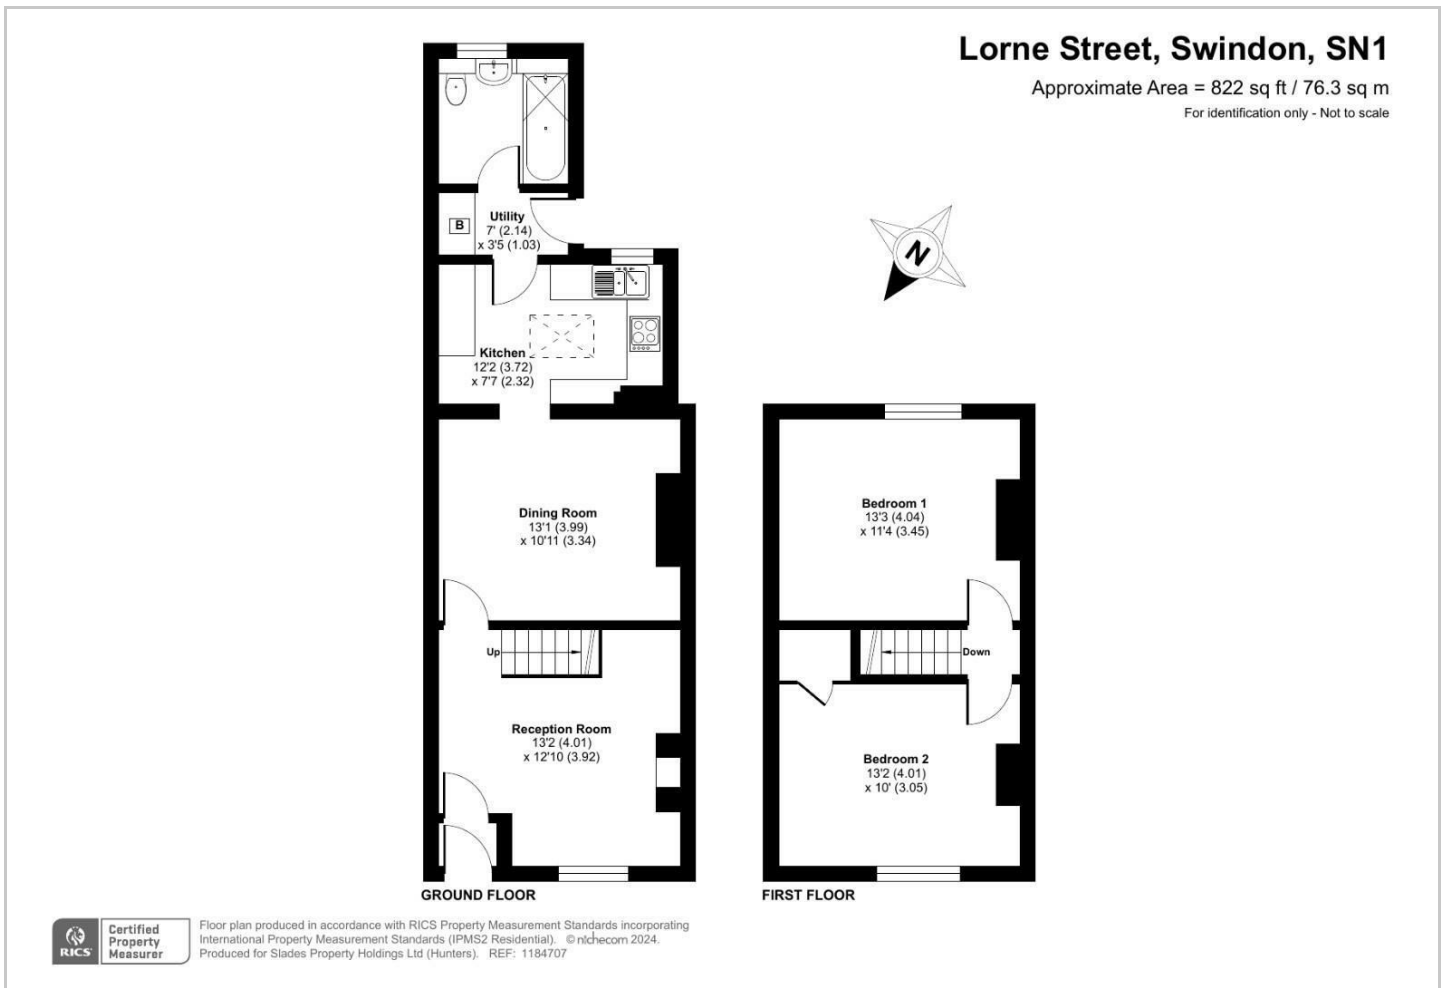 Lorne Street, Swindon, SN1
Approximate Area = 822 sq ft / 76.3 sq m
For identification only - Not to scale
N
Utility
7' (2.14)
x 3'5 (1.03)
B
Kitchen
12'2 (3.72)
x 7'7 (2.32)
Dining Room
13'1 (3.99)
x 10'11 (3.34)
Up
Reception Room
13'2 (4.01)
x 12'10 (3.92)
GROUND FLOOR
Bedroom 1
13'3 (4.04)
x 11'4 (3.45)
Down
Bedroom 2
13'2 (4.01)
x 10' (3.05)
FIRST FLOOR
RICS
Certified
Property
Measurer
Floor plan produced in accordance with RICS Property Measurement Standards incorporating
International Property Measurement Standards (IPMS2 Residential). © nichecom 2024.
Produced for Slades Property Holdings Ltd (Hunters). REF: 1184707